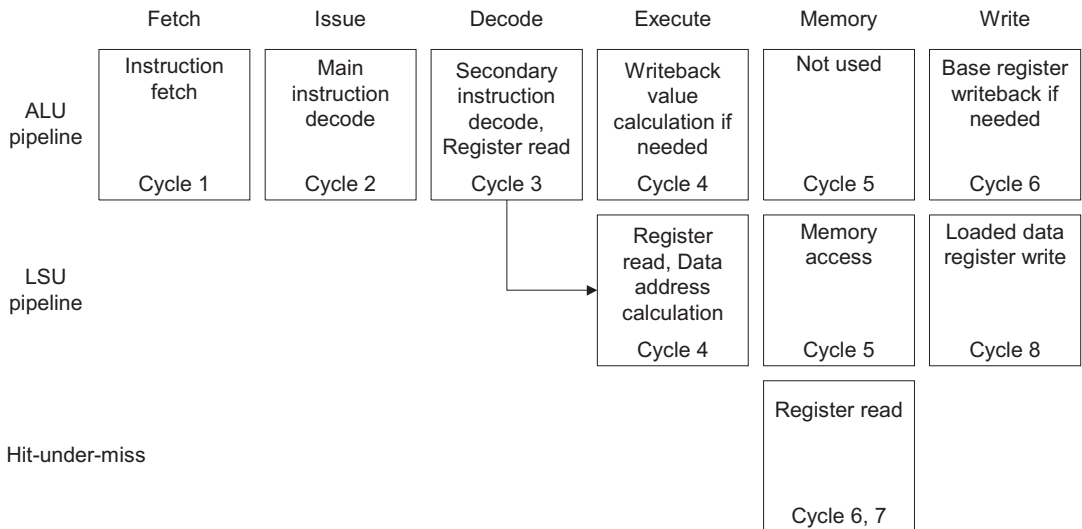 Fetch Issue Decode Execute Memory Write
ALU
pipeline
Instruction
fetch
Cycle 1
Main
instruction
decode
Cycle 2
Secondary
instruction
decode,
Register read
Cycle 3
Writeback
value
calculation if
needed
Cycle 4
Not used
Cycle 5
Base register
writeback if
needed
Cycle 6
LSU
pipeline
Register
read, Data
address
calculation
Cycle 4
Memory
access
Cycle 5
Loaded data
register write
Cycle 8
Hit-under-miss
Register read
Cycle 6, 7